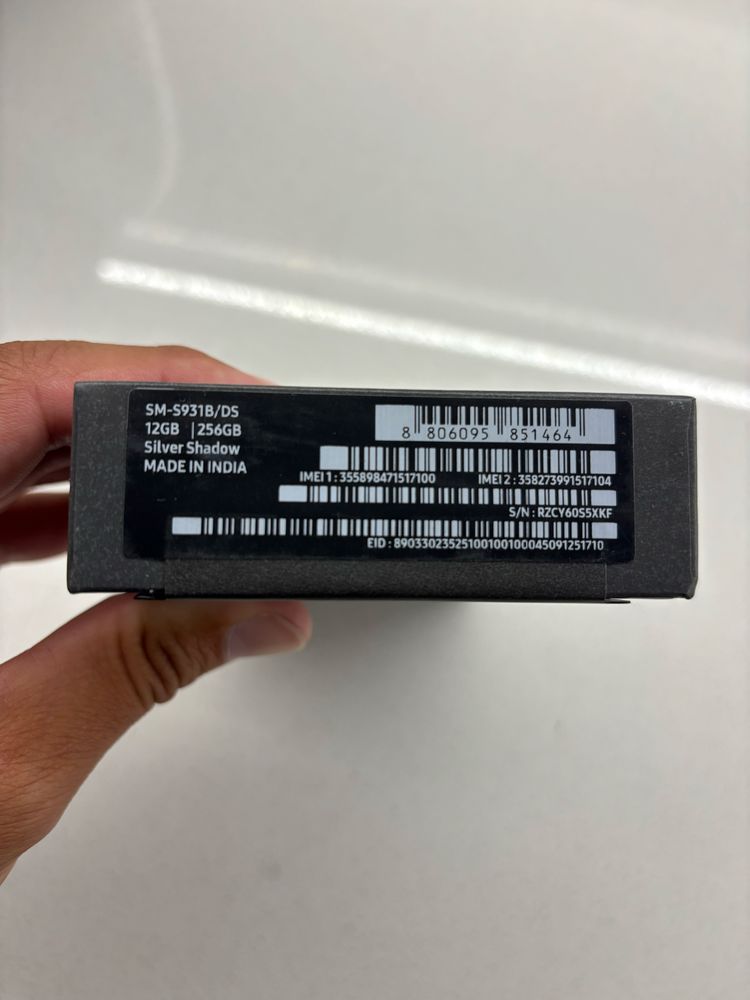 SM-S931B/DS
12GB | 256GB
Silver Shadow
MADE IN INDIA
8 806095 851464
IMEI 1 : 355898471517100
IMEI 2 : 358273991517104
S/N : RZCY60S5XKF
EID : 89033023525100100100045091251710